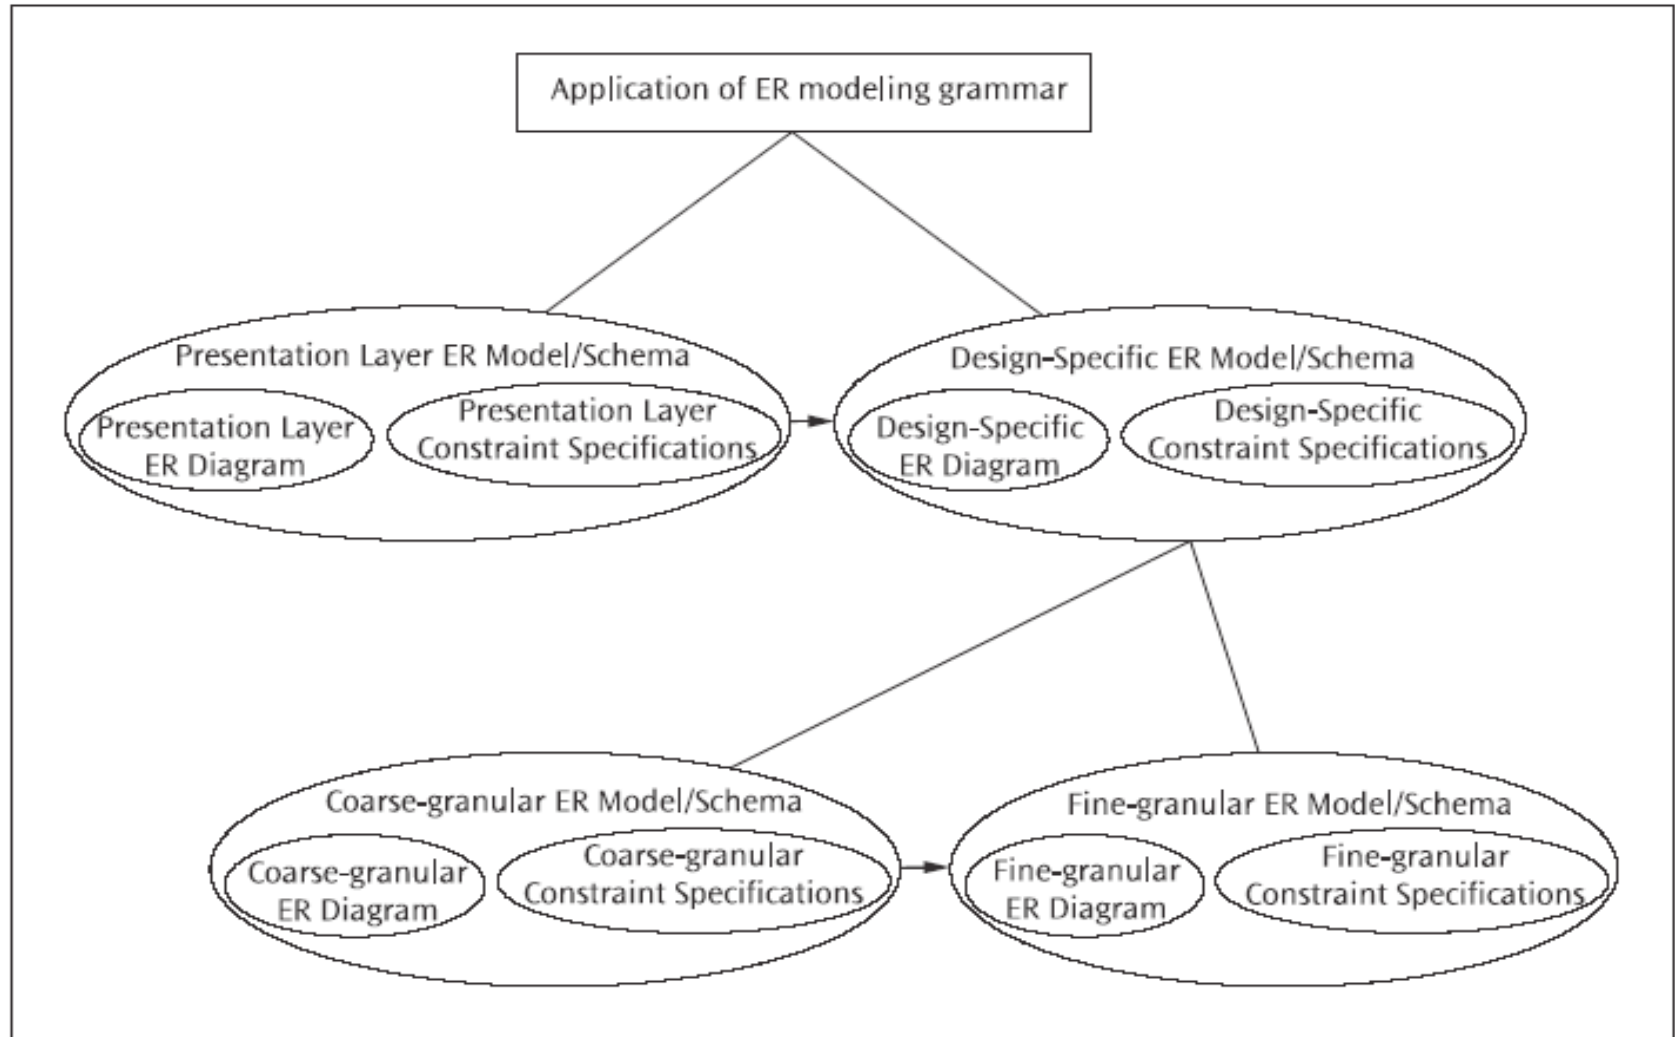 Application of ER modeling grammar
Presentation Layer ER Model/Schema
Presentation Layer
ER Diagram
Presentation Layer
Constraint Specifications
Design-Specific ER Model/Schema
Design-Specific
ER Diagram
Design-Specific
Constraint Specifications
Coarse-granular ER Model/Schema
Coarse-granular
ER Diagram
Coarse-granular
Constraint Specifications
Fine-granular ER Model/Schema
Fine-granular
ER Diagram
Fine-granular
Constraint Specifications